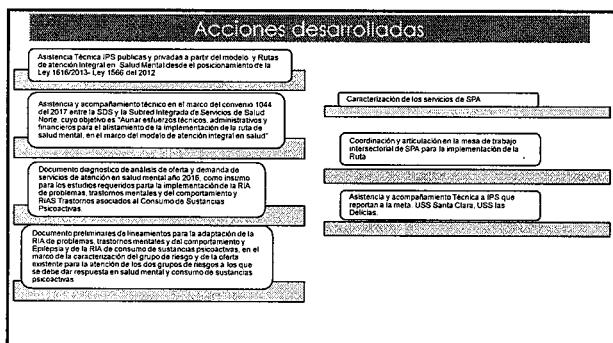 Acciones desarrolladas
Asistencia Técnica IPS publicas y privadas a partir del modelo y Rutas
de atención Integral en Salud Mental desde el posicionamiento de la
Ley 1616/2013- Ley 1566 del 2012
Asistencia y acompañamiento técnico en el marco del convenio 1044
del 2017 entre la SDS y la Subred Integrada de Servicios de Salud
Norte, cuyo objetivo es "Aunar esfuerzos técnicos, administrativos y
financieros para el alistamiento de la implementación de la ruta de
salud mental, en el marco del modelo de atención integral en salud"
Documento diagnostico de análisis de oferta y demanda de
servicios de atención en salud mental año 2016, como insumo
para los estudios requeridos parta la implementación de la RIA
de problemas, trastornos mentales y del comportamiento y
RIAS Trastornos asociados al Consumo de Sustancias
Psicoactivas.
Documento preliminares de lineamientos para la adaptación de la
RIA de problemas, trastornos mentales y del comportamiento y
Epilepsia y de la RIA de consumo de sustancias psicoactivas, en el
marco de la caracterización del grupo de riesgo y de la oferta
existente para la atención de los dos grupos de riesgos a los que
se debe dar respuesta en salud mental y consumo de sustancias
psicoactivas
Caracterización de los servicios de SPA
Coordinación y articulación en la mesa de trabajo
intersectorial de SPA para la implementación de la
Ruta
Asistencia y acompañamiento Técnica a IPS que
reportan a la meta. USS Santa Clara, USS las
Delicias.